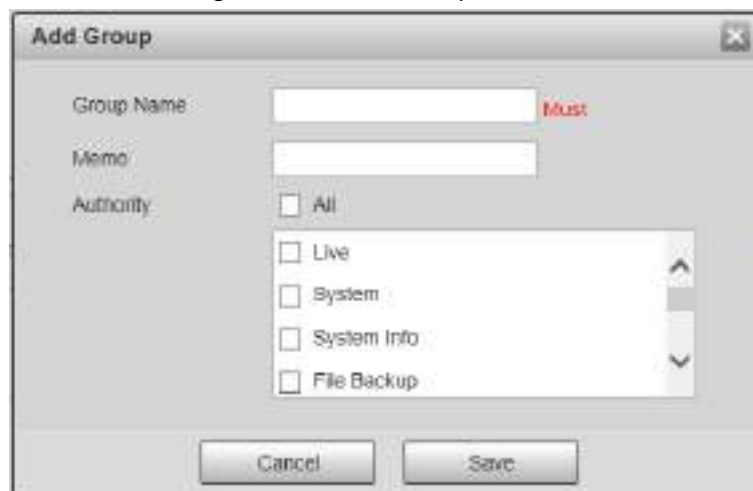 Add Group
Group Name
Must
Memo
Authority
All
Live
System
System Info
File Backup
Cancel
Save